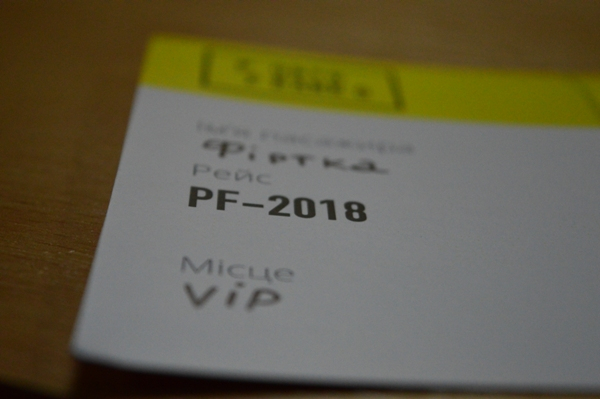 Ім'я пасажира
Фіртка
Рейс
PF-2018
Місце
ViP